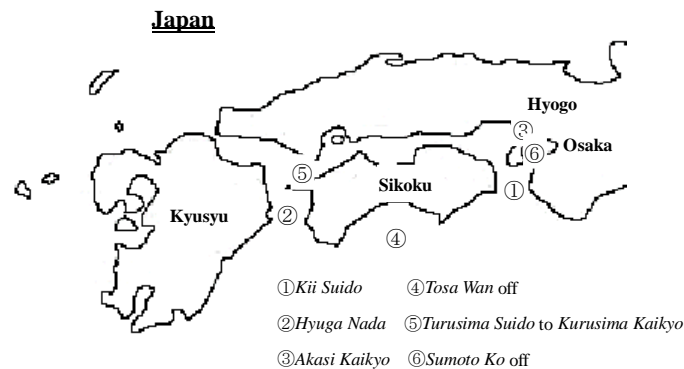 Japan
Hyogo
③
⑥ Osaka
⑤
Sikoku
①
Kyusyu
②
④
①Kii Suido ④Tosa Wan off
②Hyuga Nada ⑤Turusima Suido to Kurusima Kaikyo
③Akasi Kaikyo ⑥Sumoto Ko off